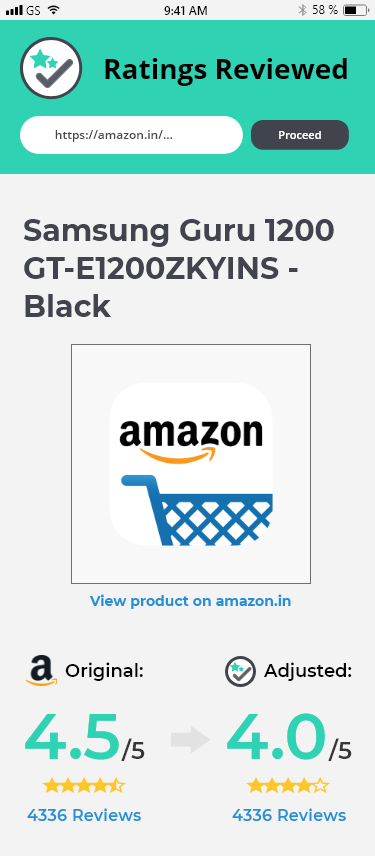 GS 9:41 AM 58 %
Ratings Reviewed
https://amazon.in/... Proceed
Samsung Guru 1200
GT-E1200ZKYINS -
Black
amazon
View product on amazon.in
a Original: Adjusted:
4.5/5 4.0/5
4336 Reviews 4336 Reviews